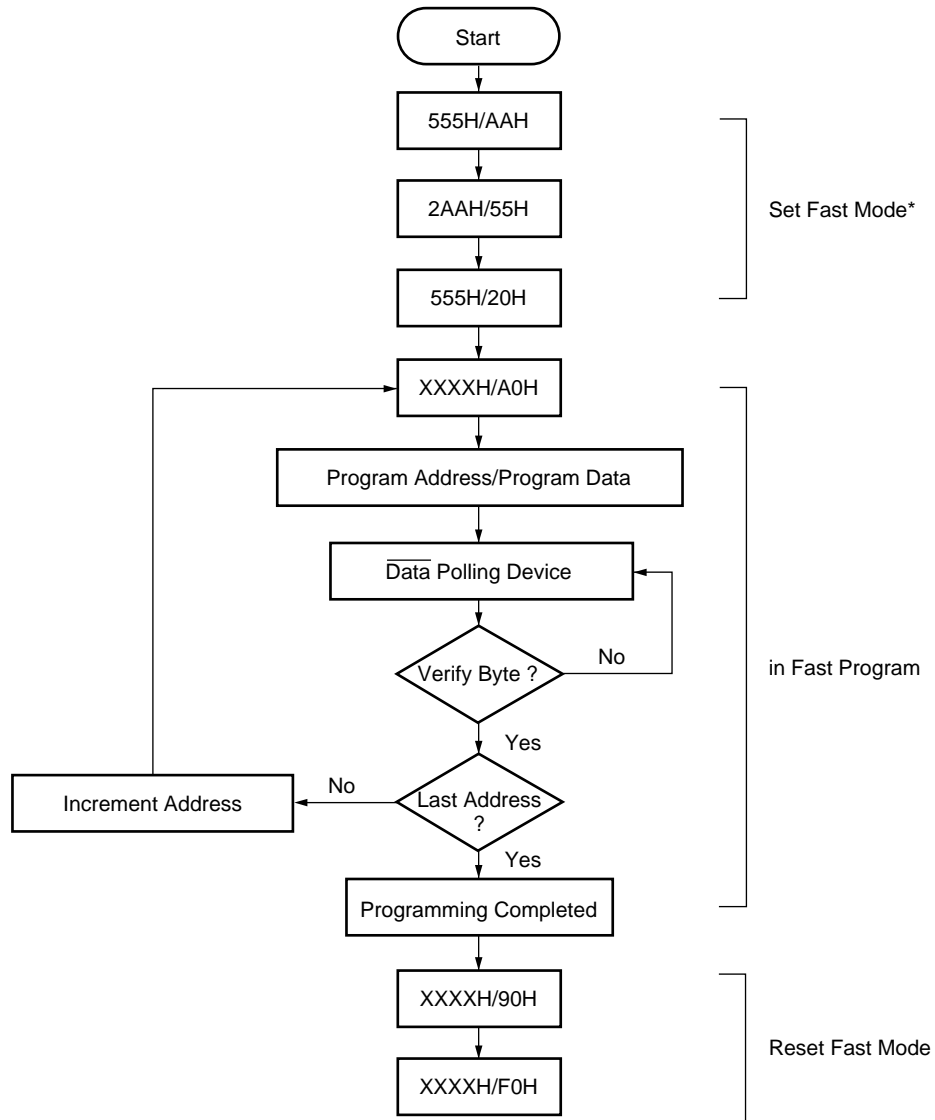 Start
555H/AAH
2AAH/55H
Set Fast Mode*
555H/20H
XXXXH/A0H
Program Address/Program Data
Data Polling Device
Verify Byte ?
No
in Fast Program
Yes
Increment Address
No
Last Address
?
Yes
Programming Completed
XXXXH/90H
Reset Fast Mode
XXXXH/F0H